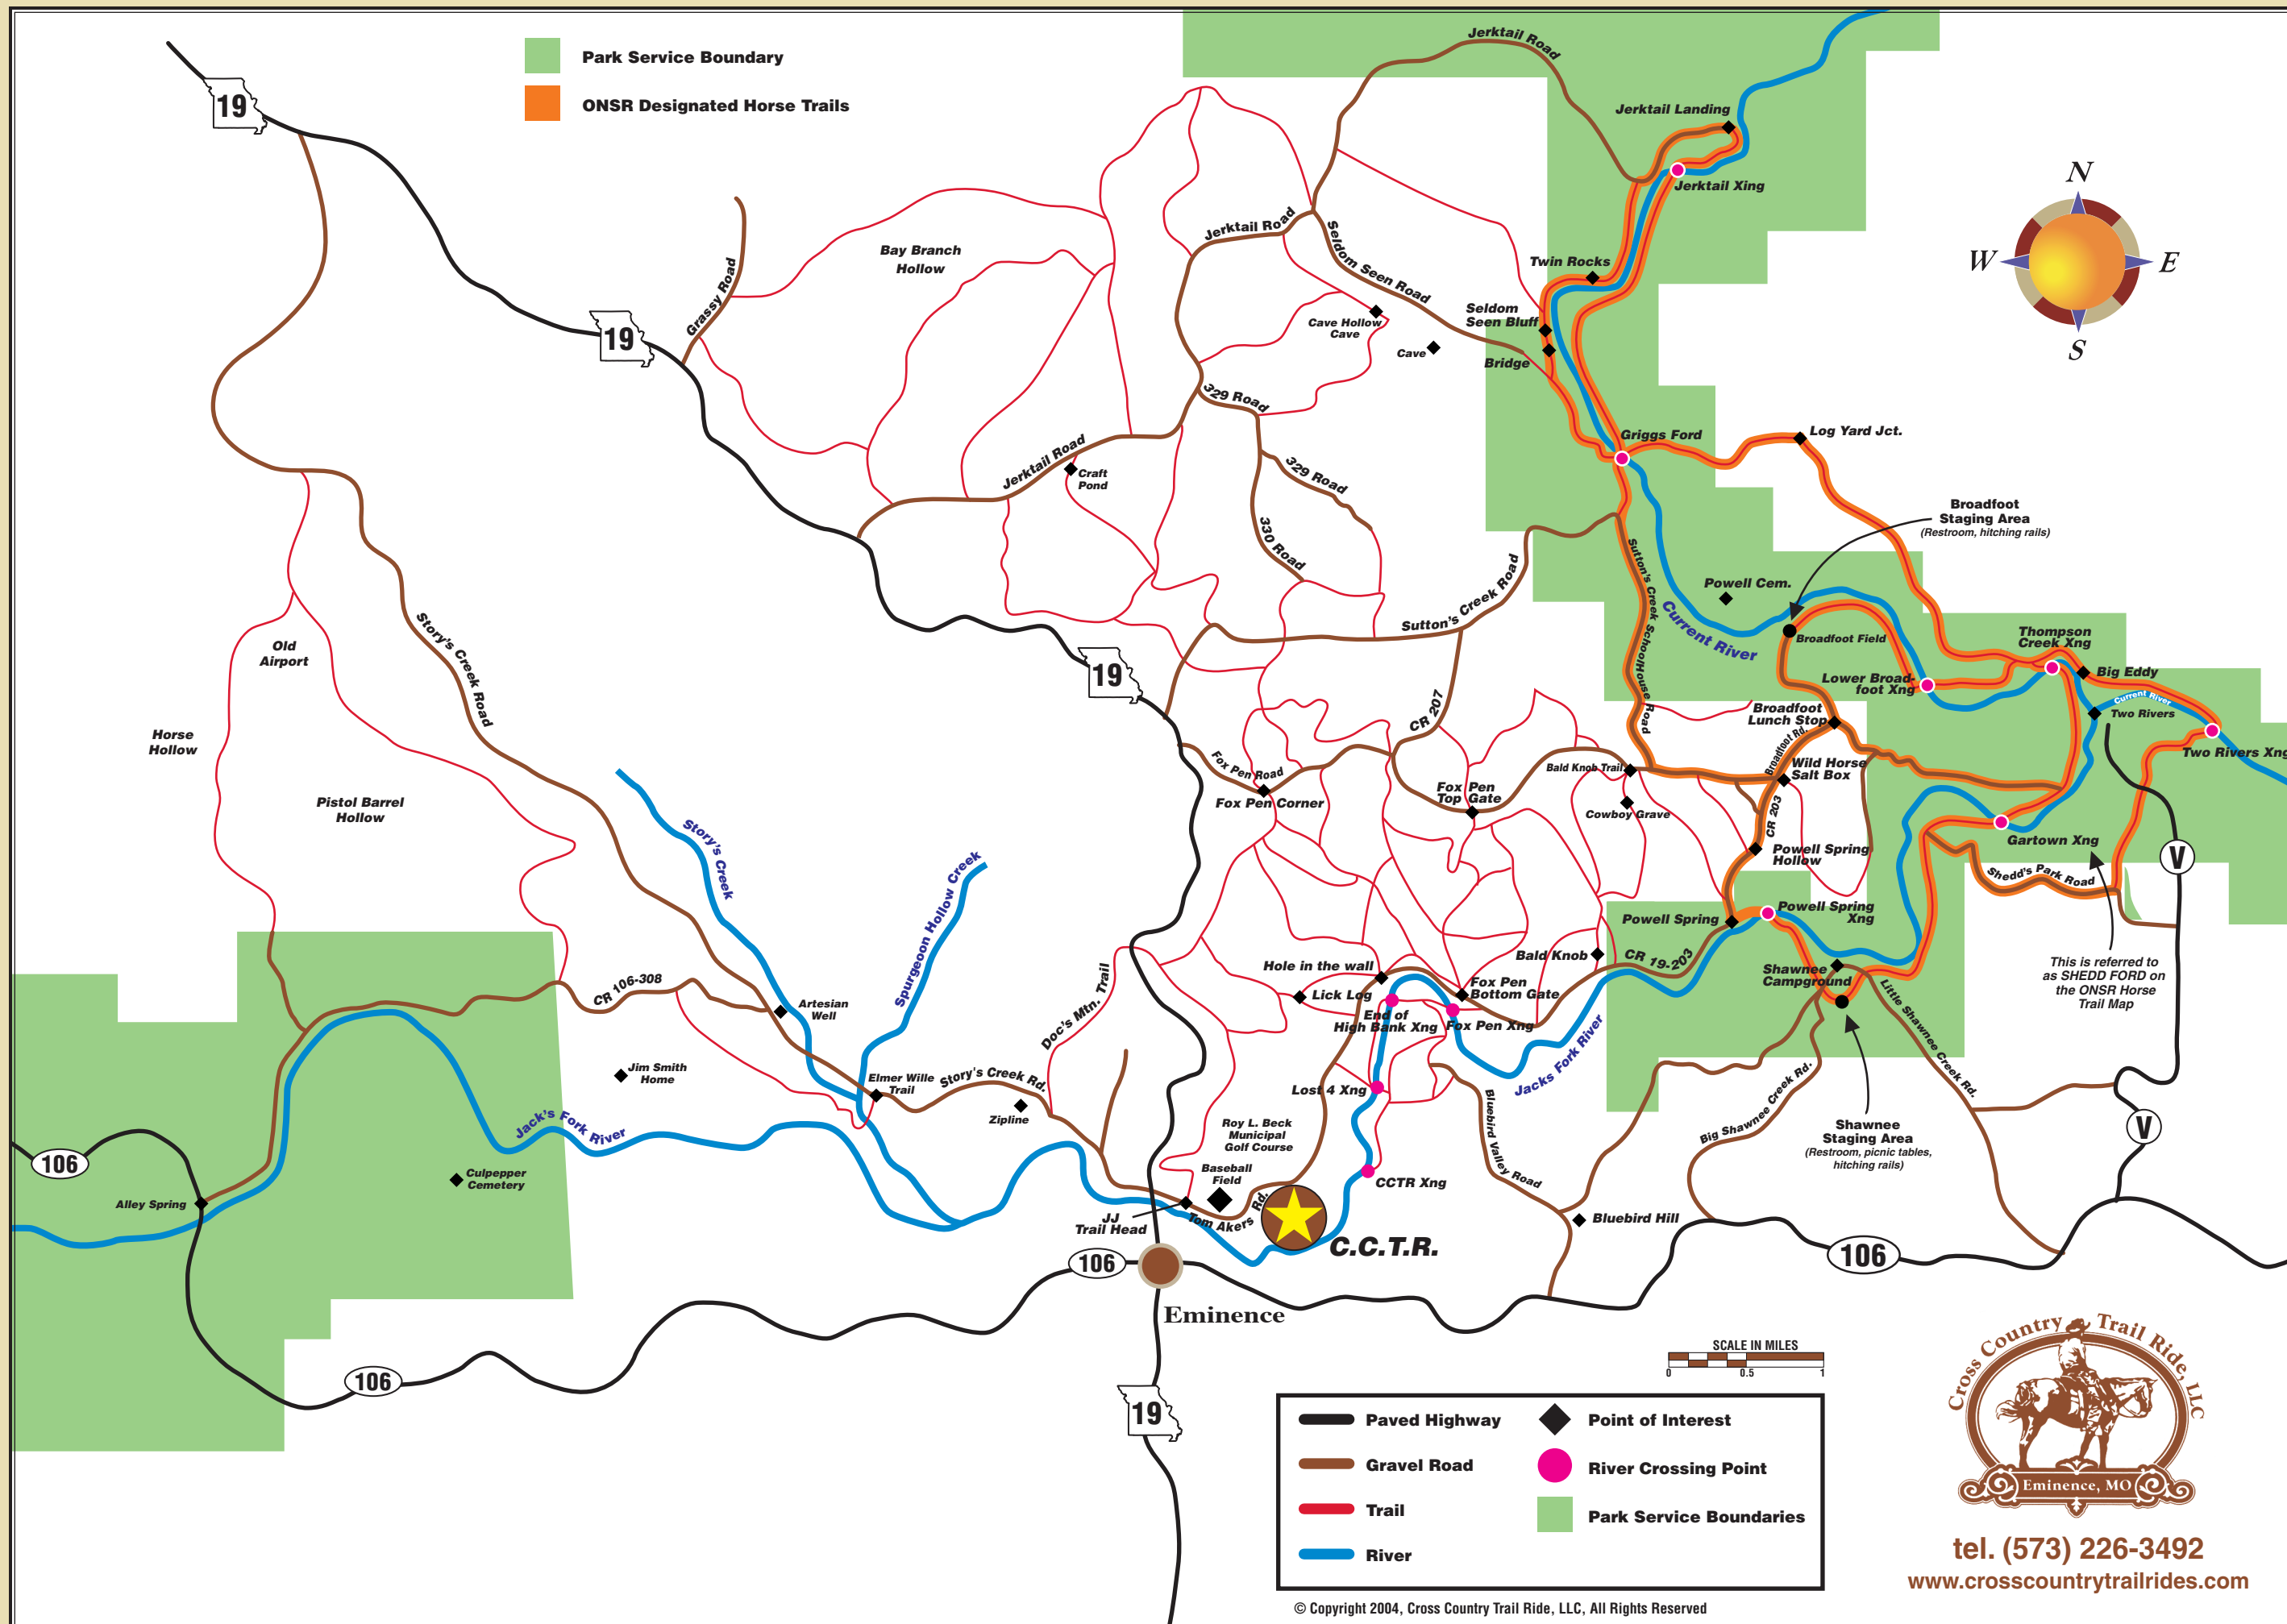 Park Service Boundary
ONSR Designated Horse Trails
19
19
19
19
Jerktail Road
Jerktail Landing
Jerktail Xing
N
W
E
S
Bay Branch
Hollow
Grassy Road
Jerktail Road
Seldom Seen Road
Twin Rocks
Seldom
Seen Bluff
Bridge
Cave Hollow
Cave
Cave
329 Road
Jerktail Road
Craft
Pond
329 Road
330 Road
Griggs Ford
Log Yard Jct.
Broadfoot
Staging Area
(Restroom, hitching rails)
Sutton's Creek Road
Sutton's Creek SchoolHouse Road
Powell Cem.
Current River
Broadfoot Field
Thompson
Creek Xng
Big Eddy
Lower Broad-
foot Xng
Current River
Two Rivers
Two Rivers Xng
Broadfoot
Lunch Stop
Broadfoot Rd.
Wild Horse
Salt Box
CR 203
Old
Airport
Story's Creek Road
Horse
Hollow
Pistol Barrel
Hollow
CR 207
Fox Pen Road
Fox Pen Corner
Fox Pen
Top Gate
Bald Knob Trail
Cowboy Grave
Powell Spring
Hollow
Gartown Xng
Shedd's Park Road
V
Story's Creek
Spurgeoon Hollow Creek
Powell Spring
Powell Spring
Xng
Bald Knob
CR 19-203
Shawnee
Campground
This is referred to
as SHEDD FORD on
the ONSR Horse
Trail Map
Hole in the wall
Lick Log
Fox Pen
Bottom Gate
End of
High Bank Xng
Fox Pen Xng
Doc's Mtn. Trail
CR 106-308
Artesian
Well
Jim Smith
Home
Elmer Wille
Trail
Story's Creek Rd.
Zipline
Lost 4 Xng
Jacks Fork River
Little Shawnee Creek Rd.
Big Shawnee Creek Rd.
Bluebird Valley Road
Shawnee
Staging Area
(Restroom, picnic tables,
hitching rails)
V
Jack's Fork River
Roy L. Beck
Municipal
Golf Course
Baseball
Field
CCTR Xng
106
Culpepper
Cemetery
Alley Spring
JJ
Trail Head
Tom Akers Rd.
Bluebird Hill
C.C.T.R.
106
106
Eminence
106
SCALE IN MILES
0
0.5
1
Paved Highway
Point of Interest
Gravel Road
River Crossing Point
Trail
Park Service Boundaries
River
Cross Country Trail Ride, LLC
Eminence, MO
tel. (573) 226-3492
www.crosscountrytrailrides.com
© Copyright 2004, Cross Country Trail Ride, LLC, All Rights Reserved